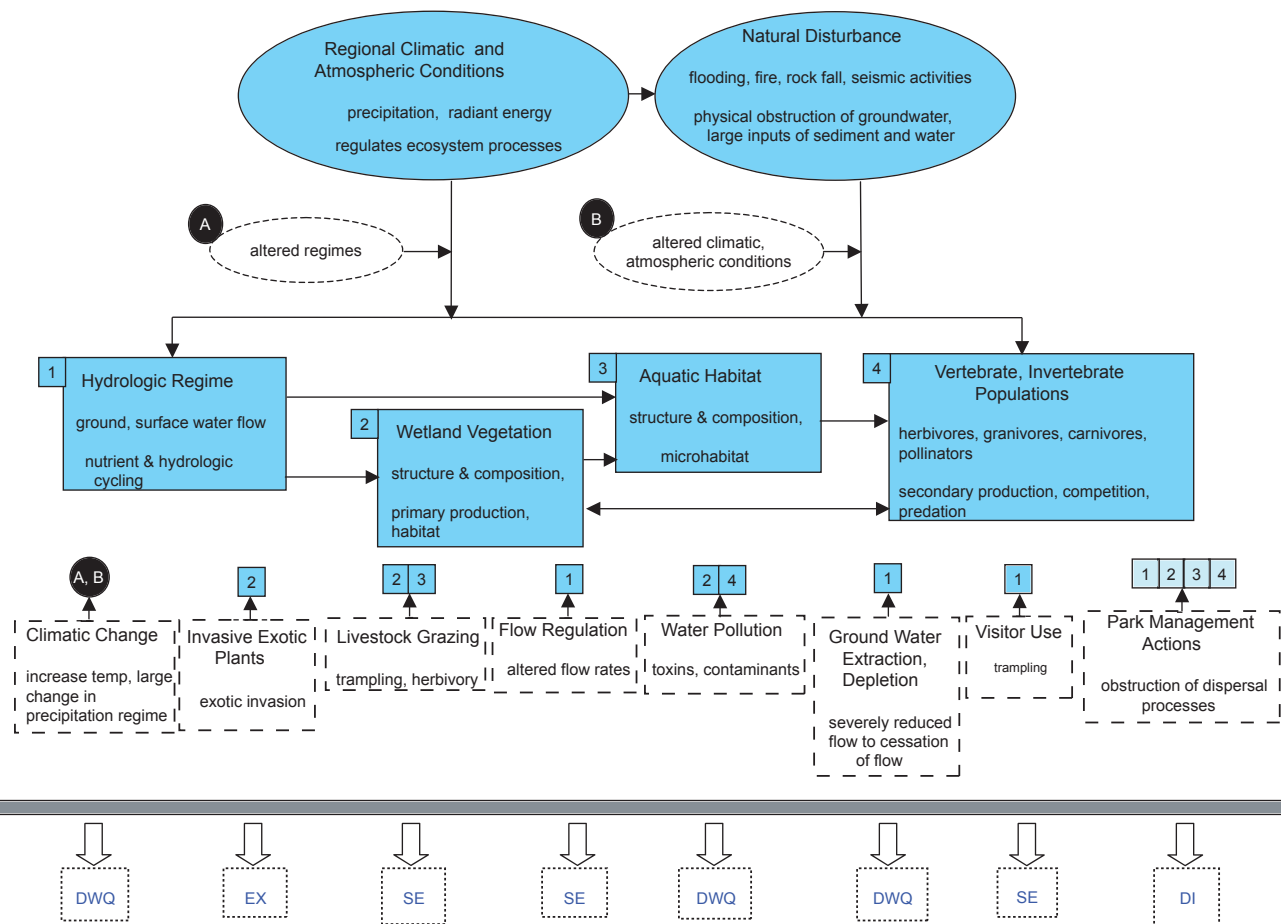 Regional Climatic and
Atmospheric Conditions
precipitation, radiant energy
regulates ecosystem processes
Natural Disturbance
flooding, fire, rock fall, seismic activities
physical obstruction of groundwater,
large inputs of sediment and water
A
altered regimes
B
altered climatic,
atmospheric conditions
1
Hydrologic Regime
ground, surface water flow
nutrient & hydrologic
cycling
2
Wetland Vegetation
structure & composition,
primary production,
habitat
3
Aquatic Habitat
structure & composition,
microhabitat
4
Vertebrate, Invertebrate
Populations
herbivores, granivores, carnivores,
pollinators
secondary production, competition,
predation
A, B
Climatic Change
increase temp, large
change in
precipitation regime
2
Invasive Exotic
Plants
exotic invasion
2 3
Livestock Grazing
trampling, herbivory
1
Flow Regulation
altered flow rates
2 4
Water Pollution
toxins, contaminants
1
Ground Water
Extraction,
Depletion
severely reduced
flow to cessation
of flow
1
Visitor Use
trampling
1 2 3 4
Park Management
Actions
obstruction of dispersal
processes
DWQ
EX
SE
SE
DWQ
DWQ
SE
DI